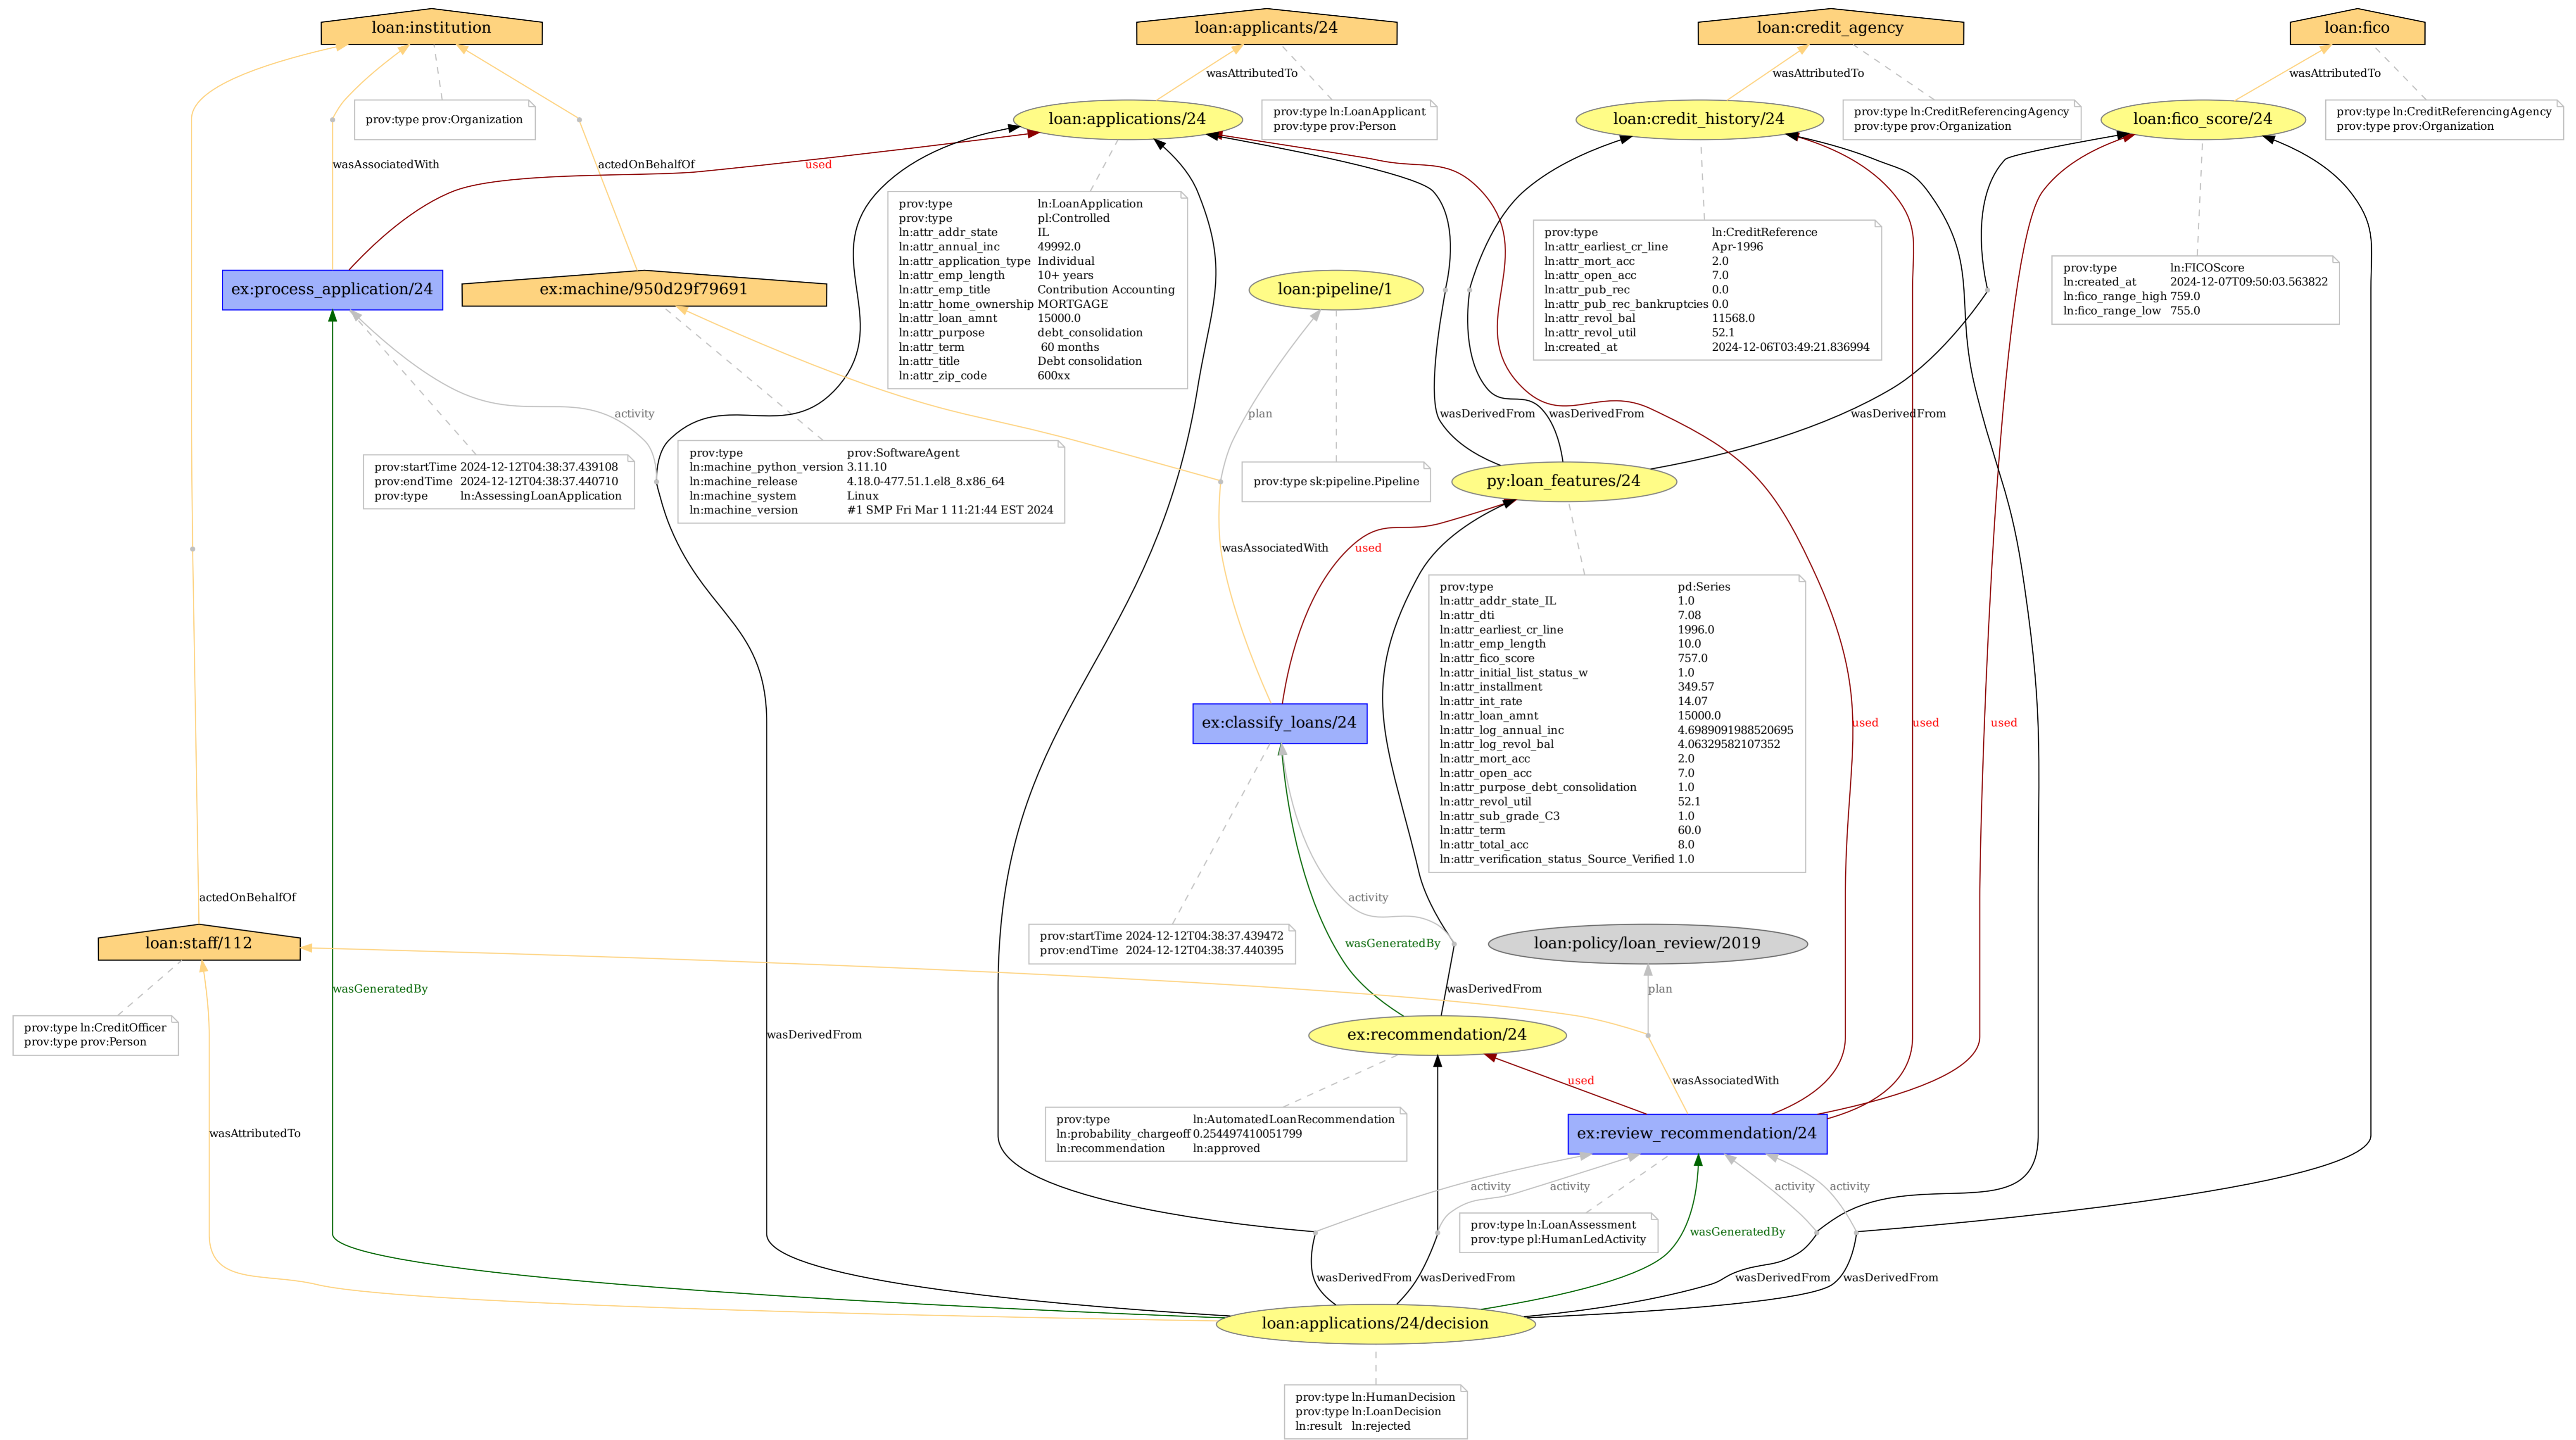 loan:institution
loan:applicants/24
loan:credit_agency
loan:fico
wasAttributedTo
wasAttributedTo
wasAttributedTo
prov:type prov:Organization
loan:applications/24
prov:type ln:LoanApplicant
prov:type prov:Person
loan:credit_history/24
prov:type ln:CreditReferencingAgency
prov:type prov:Organization
loan:fico_score/24
prov:type ln:CreditReferencingAgency
prov:type prov:Organization
wasAssociatedWith
actedOnBehalfOf
used
prov:type ln:LoanApplication
prov:type pl:Controlled
ln:attr_addr_state IL
ln:attr_annual_inc 49992.0
ln:attr_application_type Individual
ln:attr_emp_length 10+ years
ln:attr_emp_title Contribution Accounting
ln:attr_home_ownership MORTGAGE
ln:attr_loan_amnt 15000.0
ln:attr_purpose debt_consolidation
ln:attr_term 60 months
ln:attr_title Debt consolidation
ln:attr_zip_code 600xx
prov:type ln:CreditReference
ln:attr_earliest_cr_line Apr-1996
ln:attr_mort_acc 2.0
ln:attr_open_acc 7.0
ln:attr_pub_rec 0.0
ln:attr_pub_rec_bankruptcies 0.0
ln:attr_revol_bal 11568.0
ln:attr_revol_util 52.1
ln:created_at 2024-12-06T03:49:21.836994
prov:type ln:FICOScore
ln:created_at 2024-12-07T09:50:03.563822
ln:fico_range_high 759.0
ln:fico_range_low 755.0
ex:process_application/24
ex:machine/950d29f79691
loan:pipeline/1
activity
plan
wasDerivedFrom
wasDerivedFrom
wasDerivedFrom
prov:startTime 2024-12-12T04:38:37.439108
prov:endTime 2024-12-12T04:38:37.440710
prov:type ln:AssessingLoanApplication
prov:type prov:SoftwareAgent
ln:machine_python_version 3.11.10
ln:machine_release 4.18.0-477.51.1.el8_8.x86_64
ln:machine_system Linux
ln:machine_version #1 SMP Fri Mar 1 11:21:44 EST 2024
prov:type sk:pipeline.Pipeline
py:loan_features/24
wasAssociatedWith
used
prov:type pd:Series
ln:attr_addr_state_IL 1.0
ln:attr_dti 7.08
ln:attr_earliest_cr_line 1996.0
ln:attr_emp_length 10.0
ln:attr_fico_score 757.0
ln:attr_initial_list_status_w 1.0
ln:attr_installment 349.57
ln:attr_int_rate 14.07
ln:attr_loan_amnt 15000.0
ln:attr_log_annual_inc 4.6989091988520695
ln:attr_log_revol_bal 4.06329582107352
ln:attr_mort_acc 2.0
ln:attr_open_acc 7.0
ln:attr_purpose_debt_consolidation 1.0
ln:attr_revol_util 52.1
ln:attr_sub_grade_C3 1.0
ln:attr_term 60.0
ln:attr_total_acc 8.0
ln:attr_verification_status_Source_Verified 1.0
ex:classify_loans/24
used
used
used
actedOnBehalfOf
activity
loan:staff/112
prov:startTime 2024-12-12T04:38:37.439472
prov:endTime 2024-12-12T04:38:37.440395
wasGeneratedBy
loan:policy/loan_review/2019
wasGeneratedBy
wasDerivedFrom
plan
prov:type ln:CreditOfficer
prov:type prov:Person
wasDerivedFrom
ex:recommendation/24
used
wasAssociatedWith
prov:type ln:AutomatedLoanRecommendation
ln:probability_chargeoff 0.254497410051799
ln:recommendation ln:approved
wasAttributedTo
ex:review_recommendation/24
activity
activity
activity
activity
prov:type ln:LoanAssessment
prov:type pl:HumanLedActivity
wasGeneratedBy
wasDerivedFrom
wasDerivedFrom
wasDerivedFrom
wasDerivedFrom
loan:applications/24/decision
prov:type ln:HumanDecision
prov:type ln:LoanDecision
ln:result ln:rejected